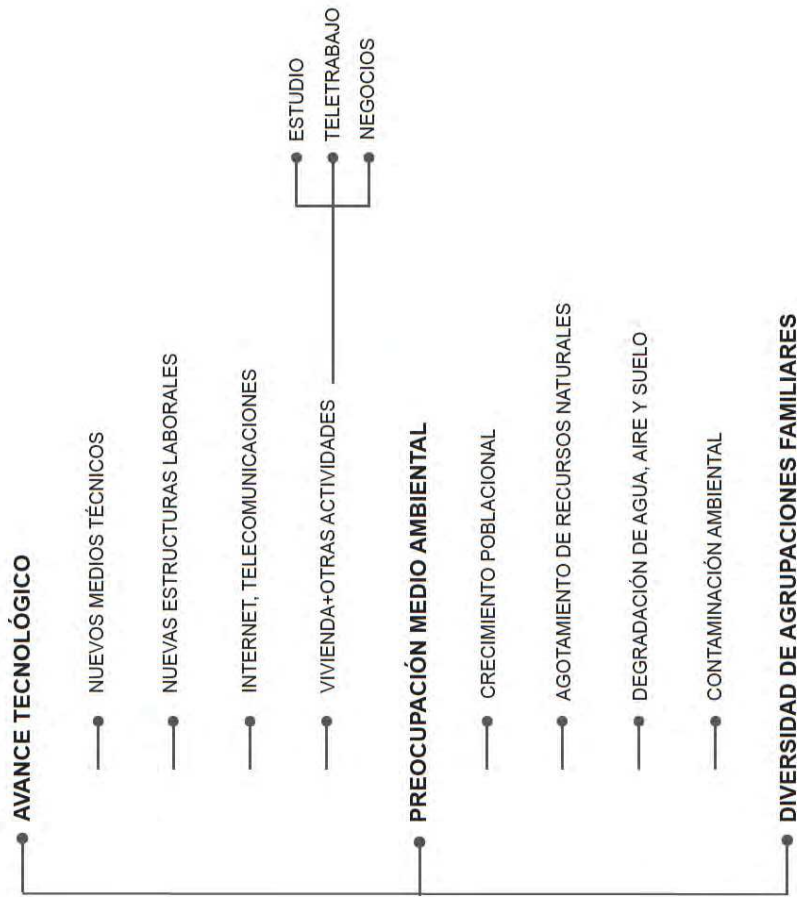 AVANCE TECNOLÓGICO
NUEVOS MEDIOS TÉCNICOS
NUEVAS ESTRUCTURAS LABORALES
INTERNET, TELECOMUNICACIONES
VIVIENDA+OTRAS ACTIVIDADES
ESTUDIO
TELETRABAJO
NEGOCIOS
PREOCUPACIÓN MEDIO AMBIENTAL
CRECIMIENTO POBLACIONAL
AGOTAMIENTO DE RECURSOS NATURALES
DEGRADACIÓN DE AGUA, AIRE Y SUELO
CONTAMINACIÓN AMBIENTAL
DIVERSIDAD DE AGRUPACIONES FAMILIARES